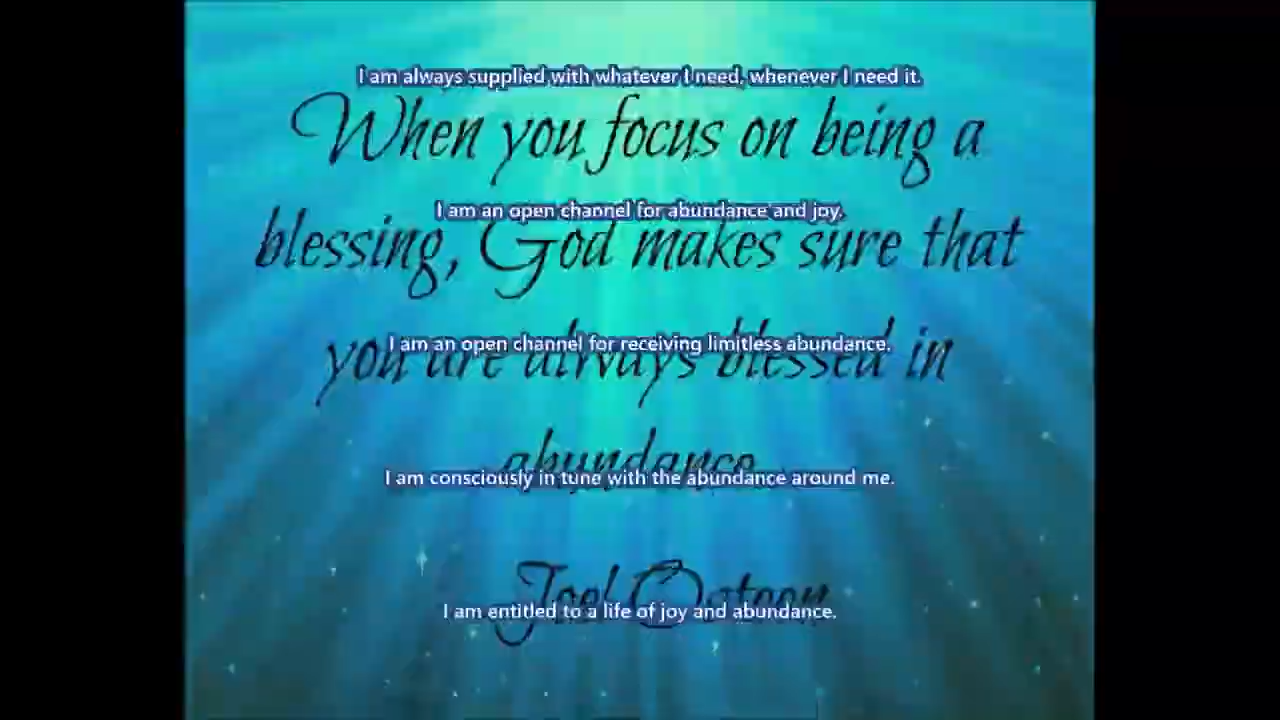 I am always supplied with whatever I need, whenever I need it.
When you focus on being a
I am an open channel for abundance and joy.
blessing, God makes sure that
I am an open channel for receiving limitless abundance.
you are always blessed in
abundance
I am consciously in tune with the abundance around me.
Joel Osteen
I am entitled to a life of joy and abundance.